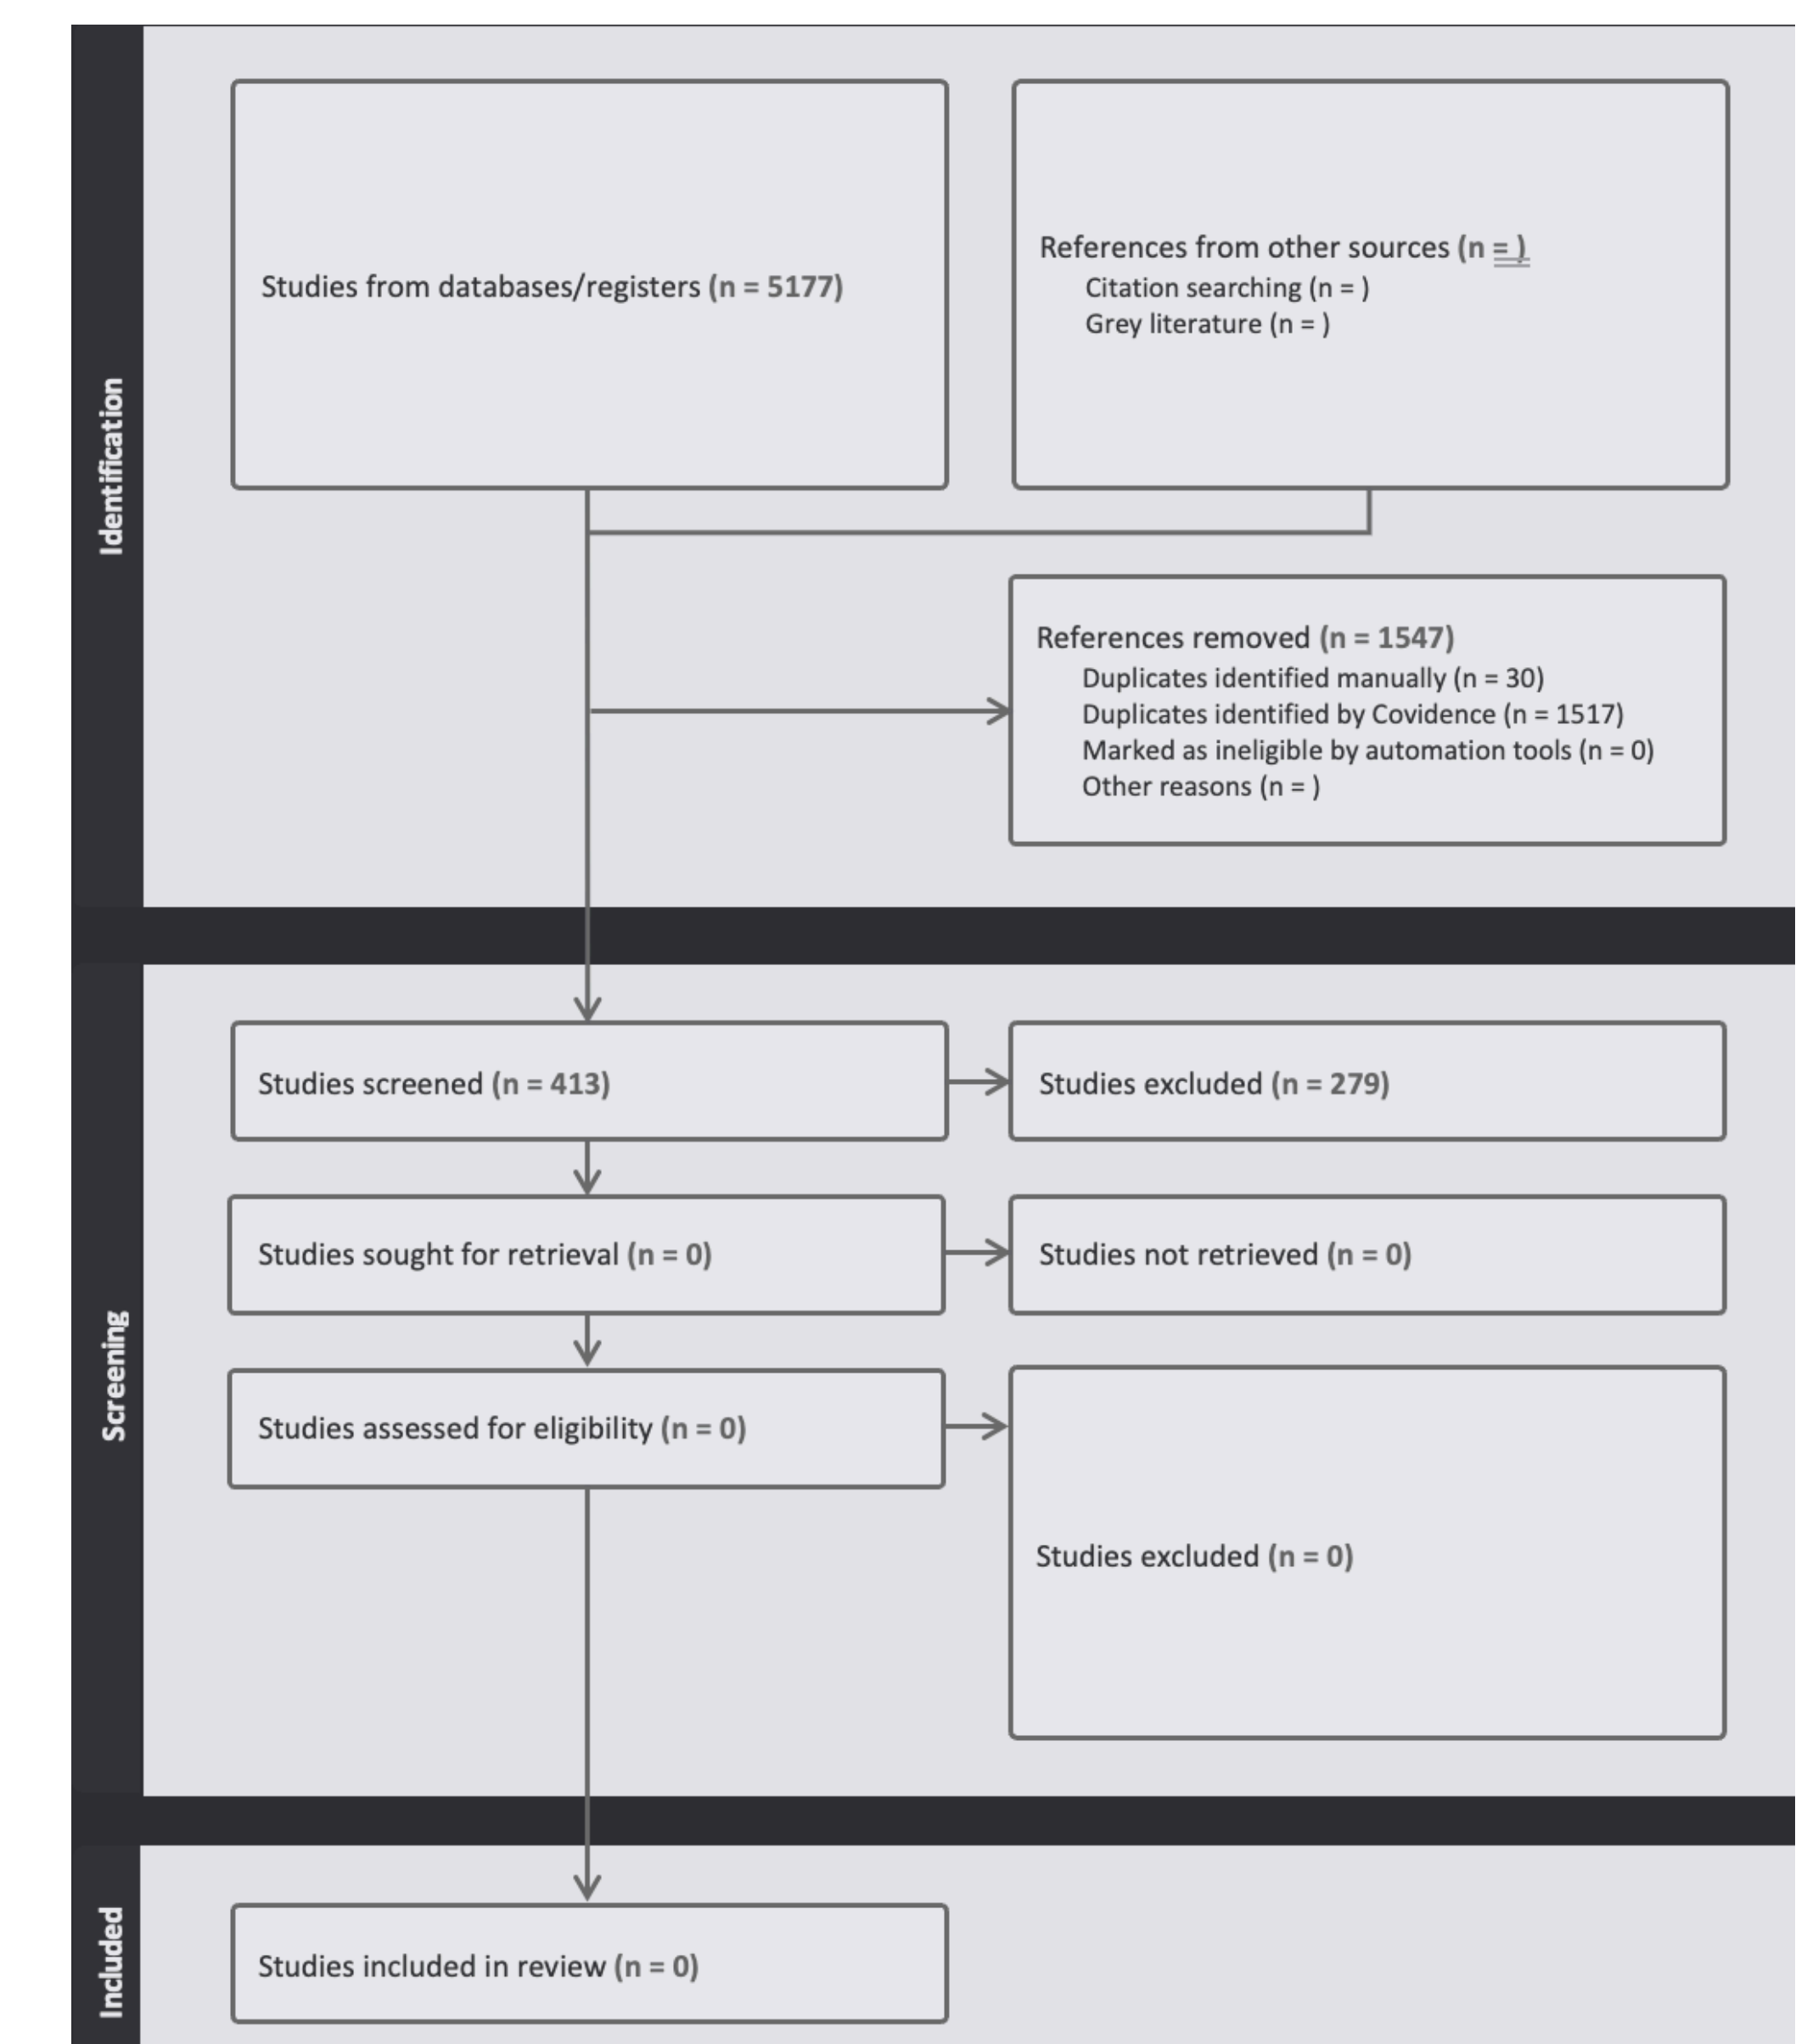 Identification
Studies from databases/registers (n = 5177)
References from other sources (n = )
Citation searching (n = )
Grey literature (n = )
References removed (n = 1547)
Duplicates identified manually (n = 30)
Duplicates identified by Covidence (n = 1517)
Marked as ineligible by automation tools (n = 0)
Other reasons (n = )
Screening
Studies screened (n = 413)
Studies excluded (n = 279)
Studies sought for retrieval (n = 0)
Studies not retrieved (n = 0)
Studies assessed for eligibility (n = 0)
Studies excluded (n = 0)
Included
Studies included in review (n = 0)